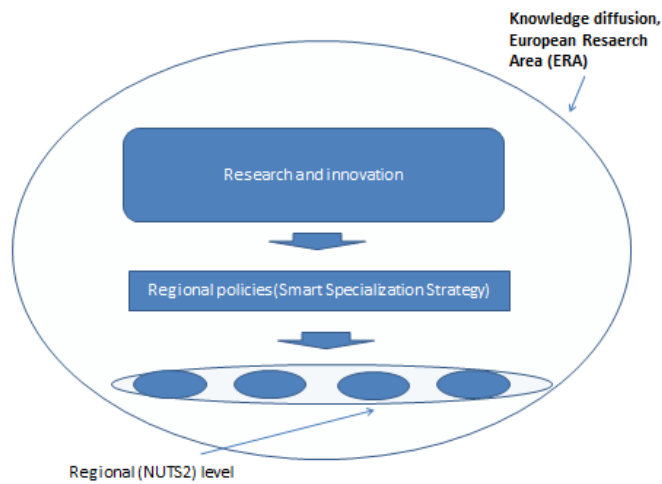 Knowledge diffusion,
European Resaerch
Area (ERA)
Research and innovation
Regional policies(Smart Specialization Strategy)
Regional (NUTS2) level